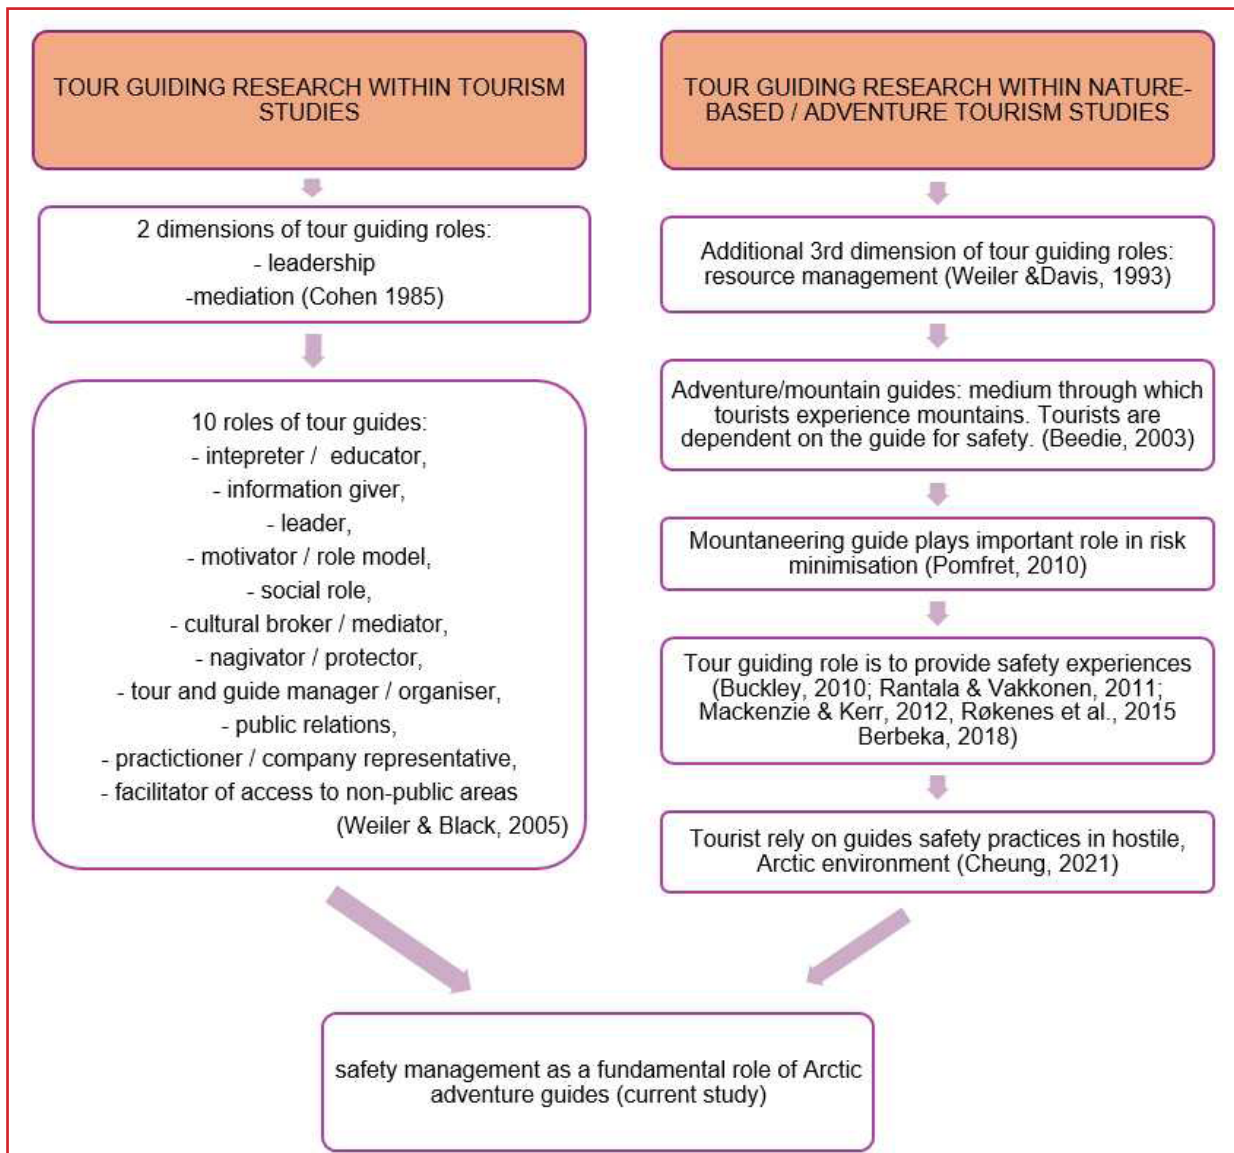 TOUR GUIDING RESEARCH WITHIN TOURISM
STUDIES
2 dimensions of tour guiding roles:
- leadership
-mediation (Cohen 1985)
10 roles of tour guides:
- intepreter / educator,
- information giver,
- leader,
- motivator / role model,
- social role,
- cultural broker / mediator,
- nagivator / protector,
- tour and guide manager / organiser,
- public relations,
- practictioner / company representative,
- facilitator of access to non-public areas
(Weiler & Black, 2005)
TOUR GUIDING RESEARCH WITHIN NATURE-
BASED / ADVENTURE TOURISM STUDIES
Additional 3rd dimension of tour guiding roles:
resource management (Weiler &Davis, 1993)
Adventure/mountain guides: medium through which
tourists experience mountains. Tourists are
dependent on the guide for safety. (Beedie, 2003)
Mountaneering guide plays important role in risk
minimisation (Pomfret, 2010)
Tour guiding role is to provide safety experiences
(Buckley, 2010; Rantala & Vakkonen, 2011;
Mackenzie & Kerr, 2012, Røkenes et al., 2015
Berbeka, 2018)
Tourist rely on guides safety practices in hostile,
Arctic environment (Cheung, 2021)
safety management as a fundamental role of Arctic
adventure guides (current study)